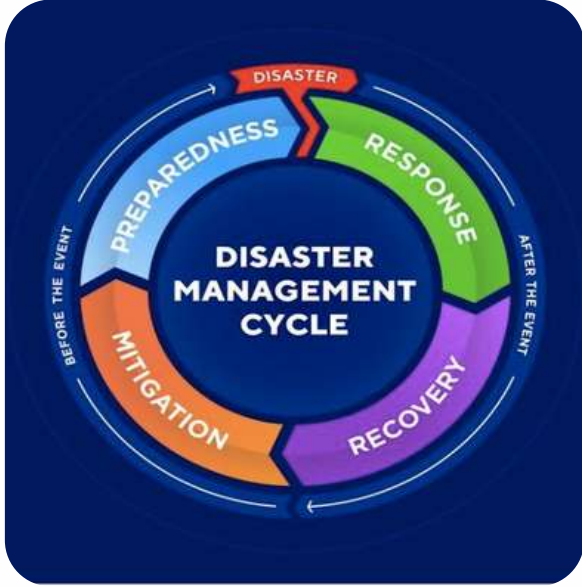 DISASTER
PREPAREDNESS
RESPONSE
BEFORE THE EVENT
DISASTER
MANAGEMENT
CYCLE
AFTER THE EVENT
MITIGATION
RECOVERY